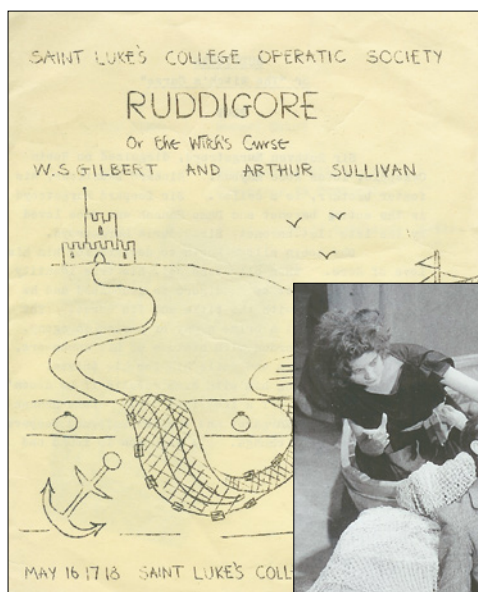 SAINT LUKE'S COLLEGE OPERATIC SOCIETY
RUDDIGORE
Or the Witch's Curse
W.S GILBERT AND ARTHUR SULLIVAN
MAY 16 17 18 SAINT LUKE'S COLL